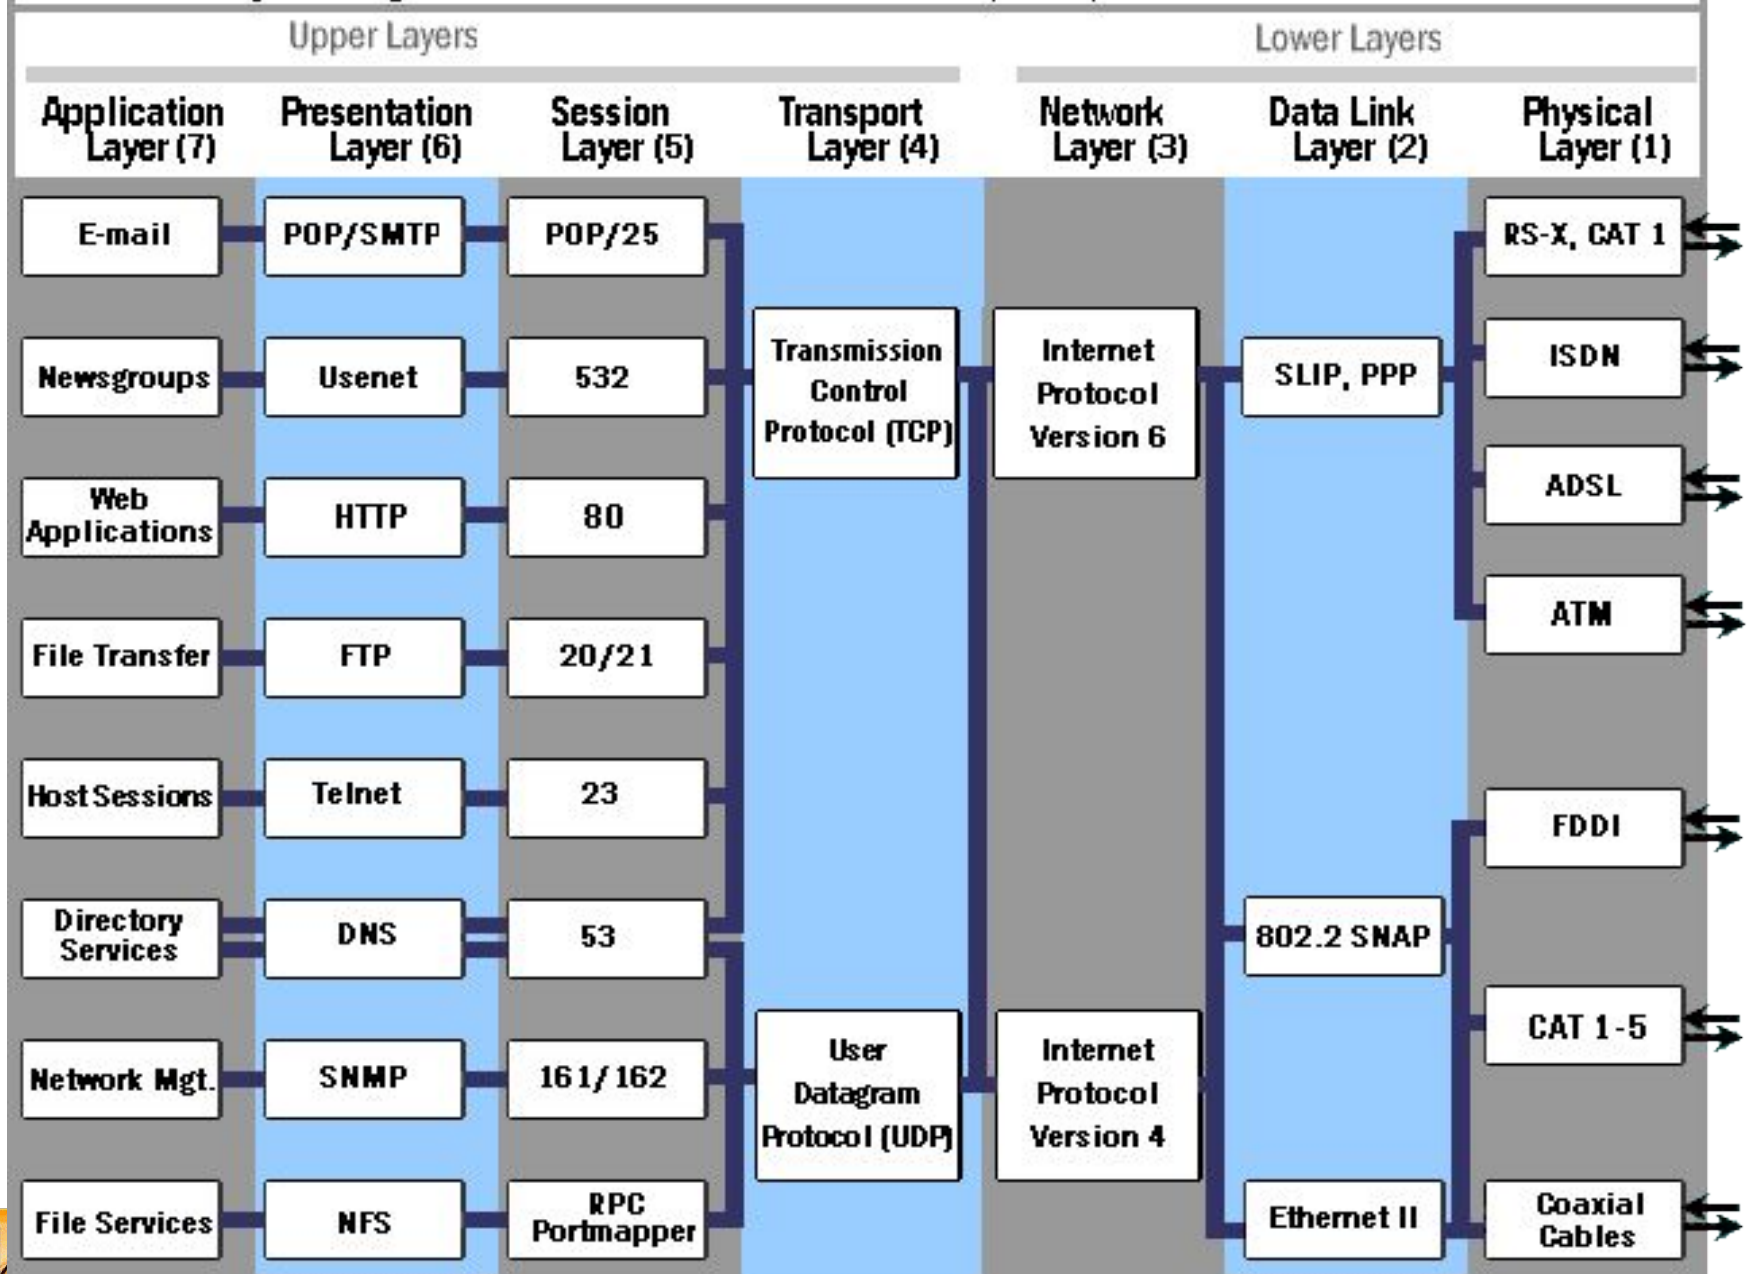 Upper Layers
Lower Layers
Application
Layer (7)
Presentation
Layer (6)
Session
Layer (5)
Transport
Layer (4)
Network
Layer (3)
Data Link
Layer (2)
Physical
Layer (1)
E-mail
POP/SMTP
POP/25
RS-X, CAT 1
Newsgroups
Usenet
532
Transmission
Control
Protocol (TCP)
Internet
Protocol
Version 6
SLIP, PPP
ISDN
Web
Applications
HTTP
80
ADSL
File Transfer
FTP
20/21
ATM
Host Sessions
Telnet
23
FDDI
Directory
Services
DNS
53
802.2 SNAP
Network Mgt.
SNMP
161/162
User
Datagram
Protocol (UDP)
Internet
Protocol
Version 4
CAT 1-5
File Services
NFS
RPC
Portmapper
Ethernet II
Coaxial
Cables